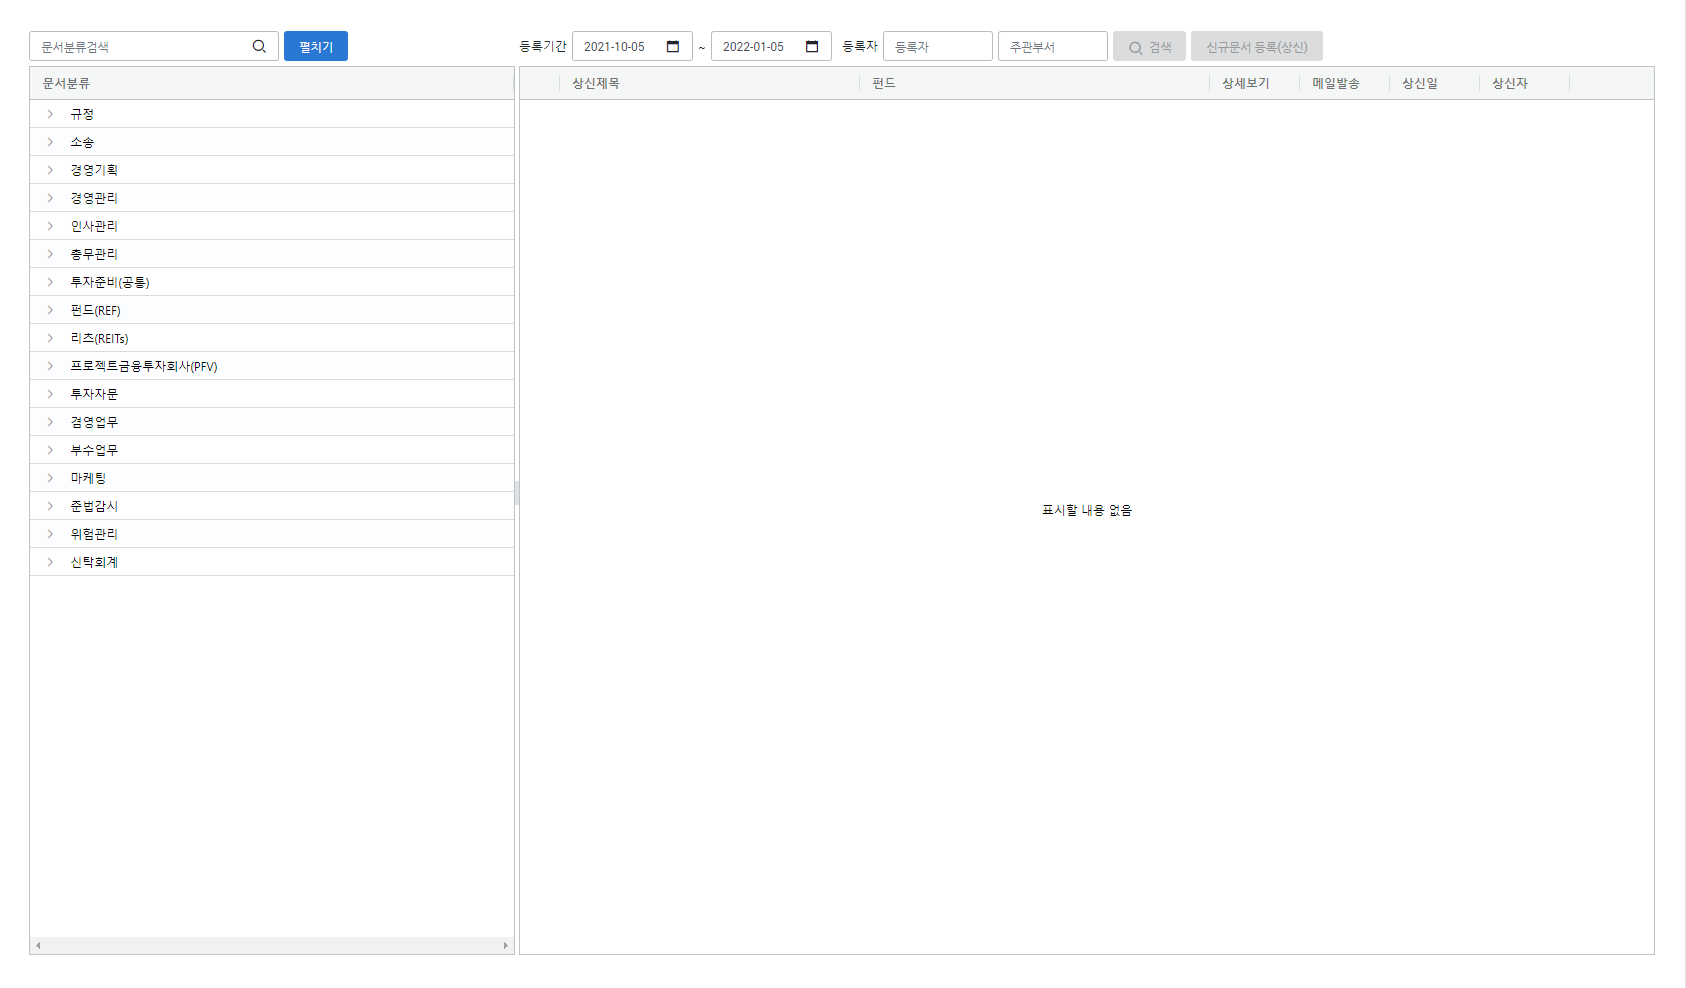 문서분류검색 펼치기 등록기간 2021-10-05 ~ 2022-01-05 등록자 등록자 주관부서 검색 신규문서 등록(상신)
문서분류 상신제목 펀드 상세보기 메일발송 상신일 상신자
규정
소송
경영기획
경영관리
인사관리
총무관리
투자준비(공통)
펀드(REF)
리츠(REITs)
프로젝트금융투자회사(PFV)
투자자문
겸영업무
부수업무
마케팅
준법감시
위험관리
신탁회계
표시할 내용 없음